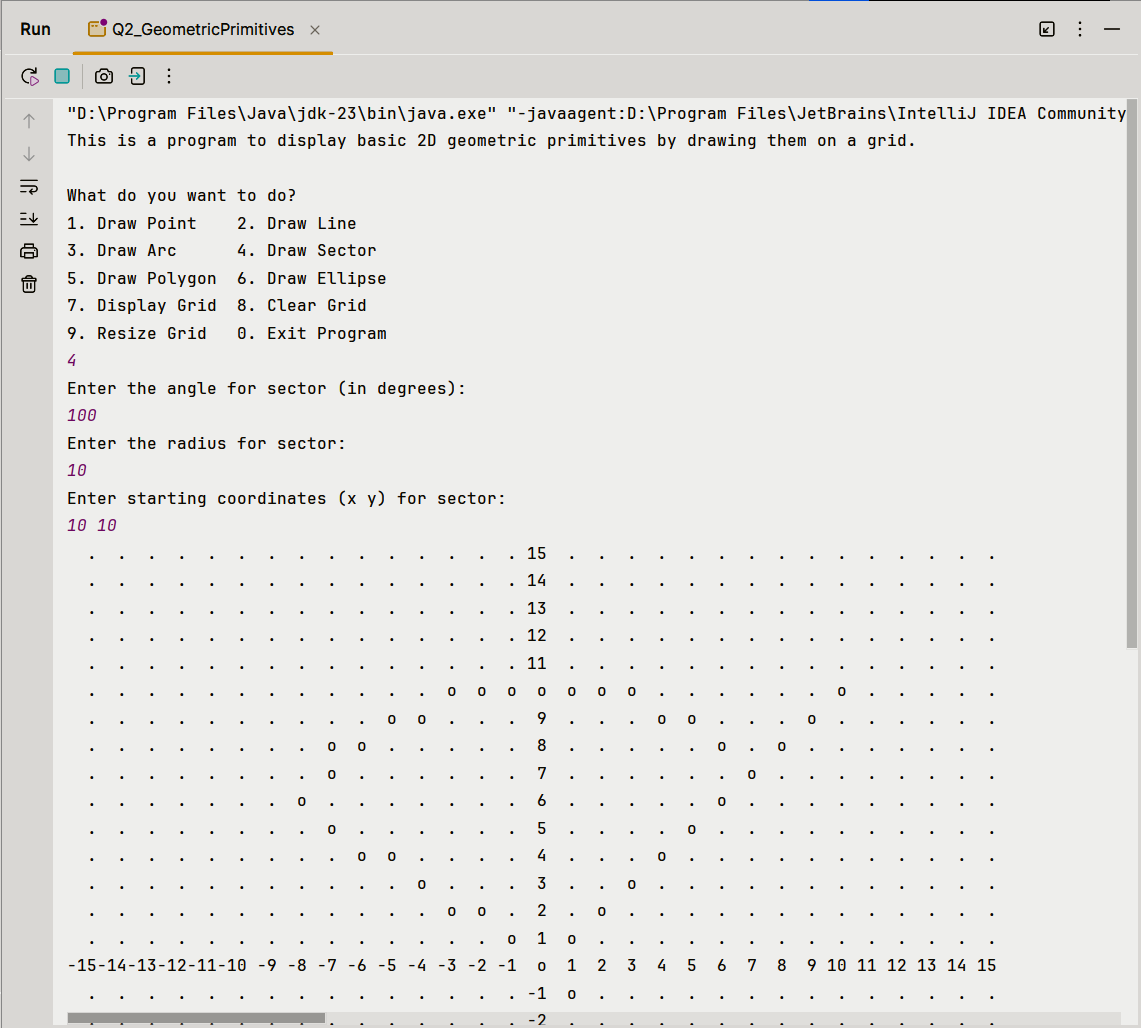 Run Q2_GeometricPrimitives
"D:\Program Files\Java\jdk-23\bin\java.exe" "-javaagent:D:\Program Files\JetBrains\IntelliJ IDEA Community
This is a program to display basic 2D geometric primitives by drawing them on a grid.
What do you want to do?
1. Draw Point    2. Draw Line
3. Draw Arc      4. Draw Sector
5. Draw Polygon  6. Draw Ellipse
7. Display Grid  8. Clear Grid
9. Resize Grid   0. Exit Program
4
Enter the angle for sector (in degrees):
100
Enter the radius for sector:
10
Enter starting coordinates (x y) for sector:
10 10
. . . . . . . . . . . . . . . 15 . . . . . . . . . . . . . . .
. . . . . . . . . . . . . . . 14 . . . . . . . . . . . . . . .
. . . . . . . . . . . . . . . 13 . . . . . . . . . . . . . . .
. . . . . . . . . . . . . . . 12 . . . . . . . . . . . . . . .
. . . . . . . . . . . . . . . 11 . . . . . . . . . . . . . . .
. . . . . . . . . . . . o o o o o o o . . . . . . o . . . . .
. . . . . . . . . . o o . . . 9 . . . o o . . . o . . . . . .
. . . . . . . . o o . . . . . 8 . . . . . o . o . . . . . . .
. . . . . . . . o . . . . . . 7 . . . . . . o . . . . . . . .
. . . . . . . o . . . . . . . 6 . . . . . o . . . . . . . . .
. . . . . . . . o . . . . . . 5 . . . . o . . . . . . . . . .
. . . . . . . . . o o . . . . 4 . . . o . . . . . . . . . . .
. . . . . . . . . . . o . . . 3 . . o . . . . . . . . . . . .
. . . . . . . . . . . . o o . 2 . o . . . . . . . . . . . . .
. . . . . . . . . . . . . . o 1 o . . . . . . . . . . . . . .
-15-14-13-12-11-10 -9 -8 -7 -6 -5 -4 -3 -2 -1 o 1 2 3 4 5 6 7 8 9 10 11 12 13 14 15
. . . . . . . . . . . . . . . -1 o . . . . . . . . . . . . . .
. . . . . . . . . . . . . . . -2 . . . . . . . . . . . . . . .